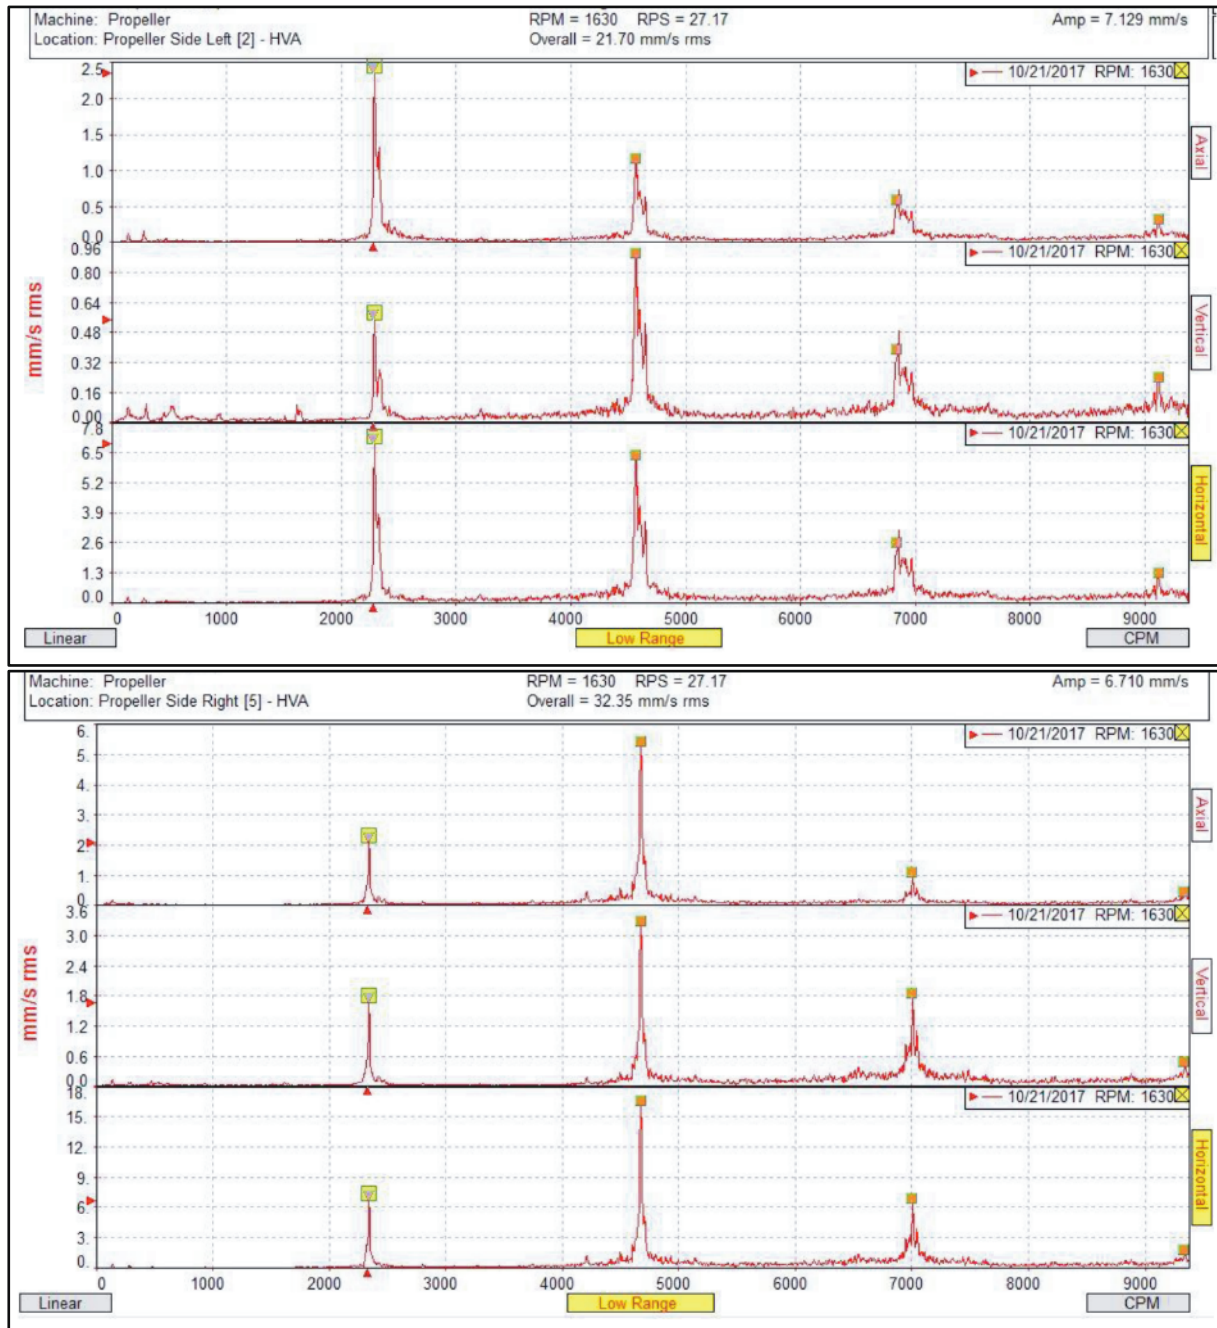 Machine: Propeller RPM = 1630 RPS = 27.17 Amp = 7.129 mm/s
Location: Propeller Side Left [2] - HVA Overall = 21.70 mm/s rms
10/21/2017 RPM: 1630
2.5
2.0
1.5
1.0
0.5
0.0
Axial
10/21/2017 RPM: 1630
0.96
0.80
0.64
0.48
0.32
0.16
0.00
Vertical
mm/s rms
10/21/2017 RPM: 1630
7.8
6.5
5.2
3.9
2.6
1.3
0.0
Horizontal
0 1000 2000 3000 4000 5000 6000 7000 8000 9000
Linear Low Range CPM
Machine: Propeller RPM = 1630 RPS = 27.17 Amp = 6.710 mm/s
Location: Propeller Side Right [5] - HVA Overall = 32.35 mm/s rms
10/21/2017 RPM: 1630
6.
5.
4.
3.
2.
1.
0.
Axial
10/21/2017 RPM: 1630
3.6
3.0
2.4
1.8
1.2
0.6
0.0
Vertical
mm/s rms
10/21/2017 RPM: 1630
18.
15.
12.
9.
6.
3.
0.
Horizontal
0 1000 2000 3000 4000 5000 6000 7000 8000 9000
Linear Low Range CPM